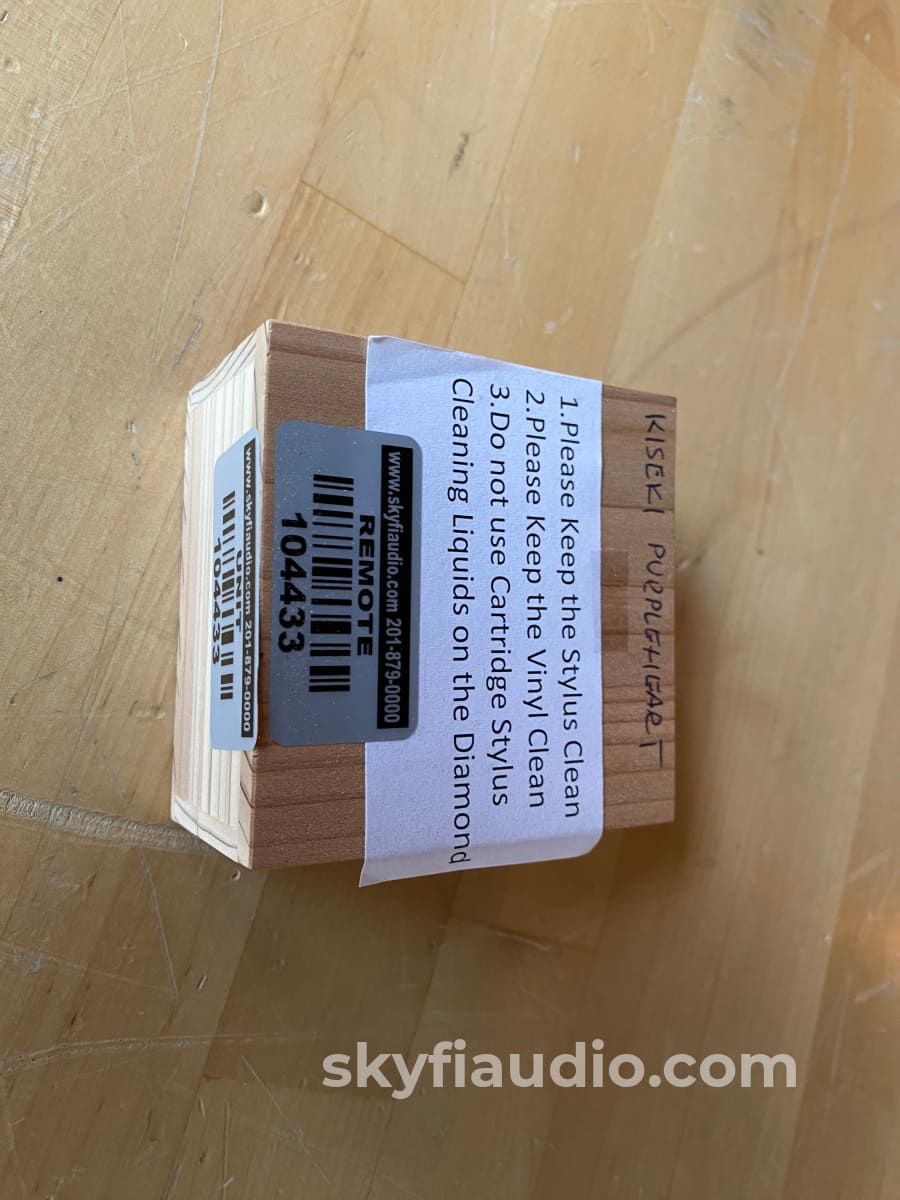 KISEKI PURPLEHEART
1.Please Keep the Stylus Clean
2.Please Keep the Vinyl Clean
3.Do not use Cartridge Stylus
Cleaning Liquids on the Diamond
www.skyfiaudio.com 201-879-0000
REMOTE
104433
www.skyfiaudio.com 201-879-0000
UNIT
104433
skyfiaudio.com